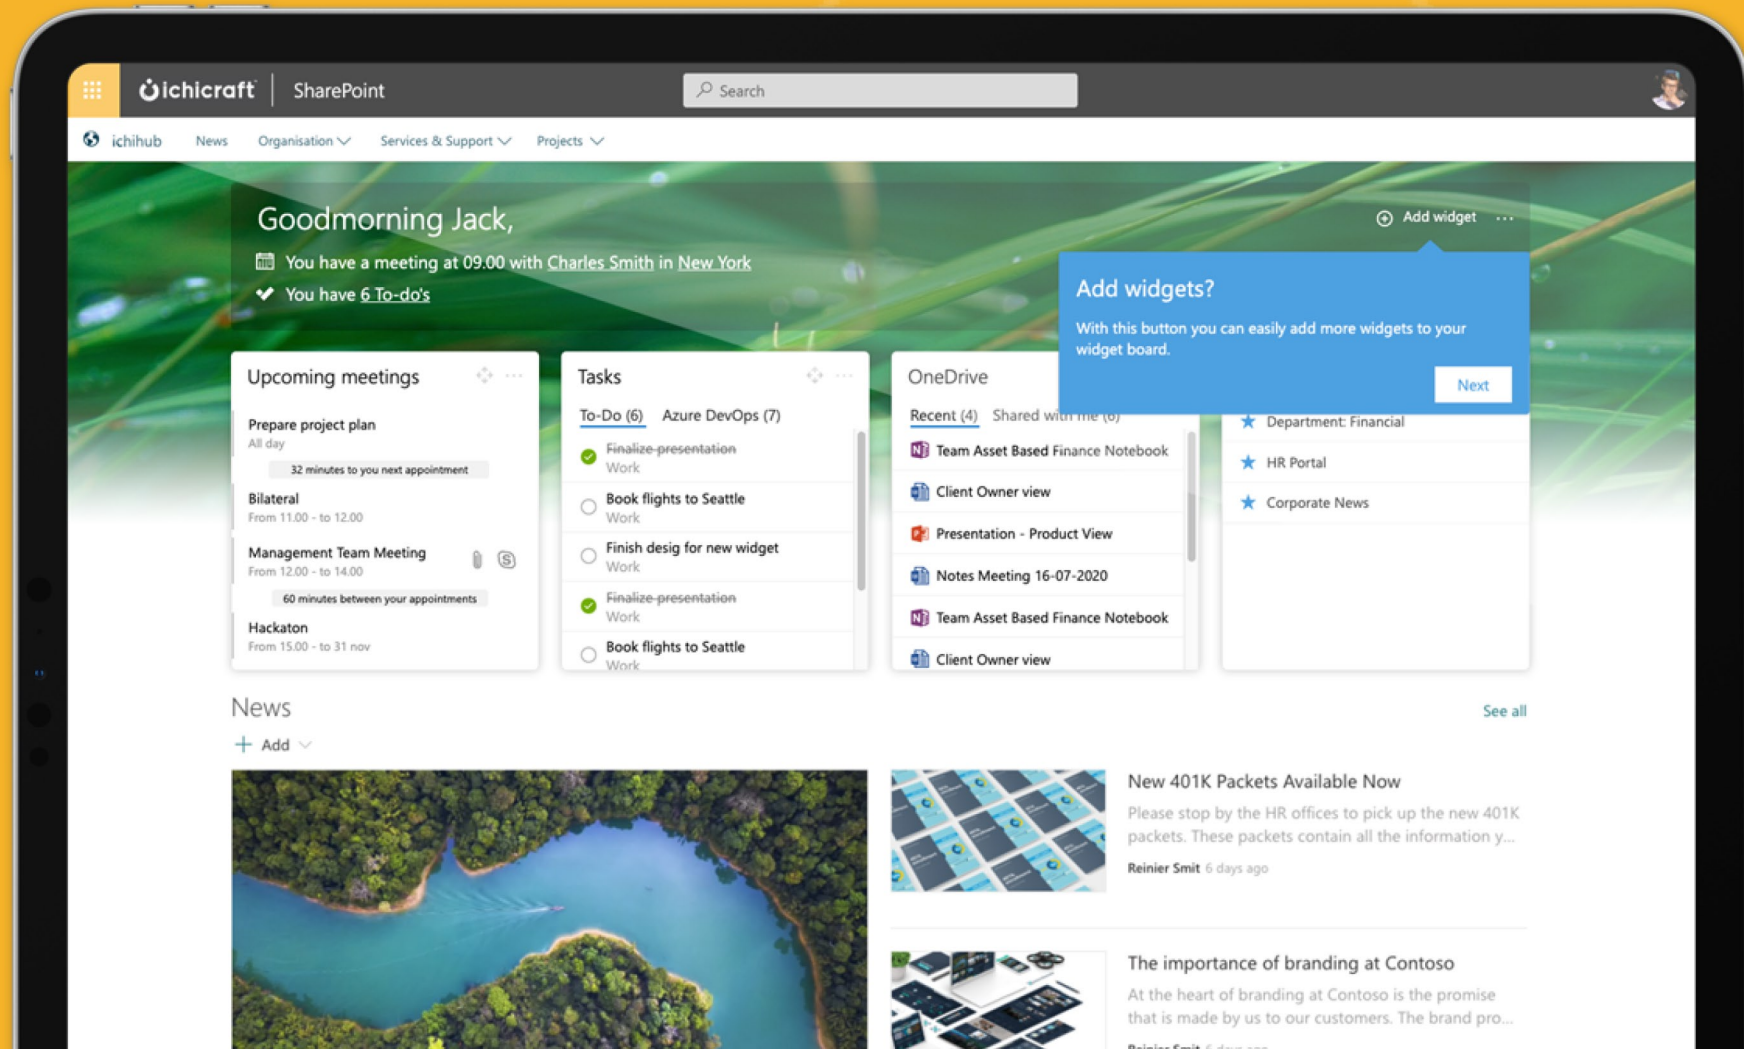 ichicraft
SharePoint
Search
ichihub
News
Organisation
Services & Support
Projects
Goodmorning Jack,
You have a meeting at 09.00 with Charles Smith in New York
You have 6 To-do's
Add widget
Add widgets?
With this button you can easily add more widgets to your
widget board.
Next
Upcoming meetings
Prepare project plan
All day
32 minutes to you next appointment
Bilateral
From 11.00 - to 12.00
Management Team Meeting
From 12.00 - to 14.00
60 minutes between your appointments
Hackaton
From 15.00 - to 31 nov
Tasks
To-Do (6)
Azure DevOps (7)
Finalize presentation
Work
Book flights to Seattle
Work
Finish desig for new widget
Work
Finalize presentation
Work
Book flights to Seattle
Work
OneDrive
Recent (4)
Shared with me (6)
Team Asset Based Finance Notebook
Client Owner view
Presentation - Product View
Notes Meeting 16-07-2020
Team Asset Based Finance Notebook
Client Owner view
Department: Financial
HR Portal
Corporate News
News
See all
Add
New 401K Packets Available Now
Please stop by the HR offices to pick up the new 401K
packets. These packets contain all the information y...
Reinier Smit 6 days ago
The importance of branding at Contoso
At the heart of branding at Contoso is the promise
that is made by us to our customers. The brand pro...
Reinier Smit 6 days ago